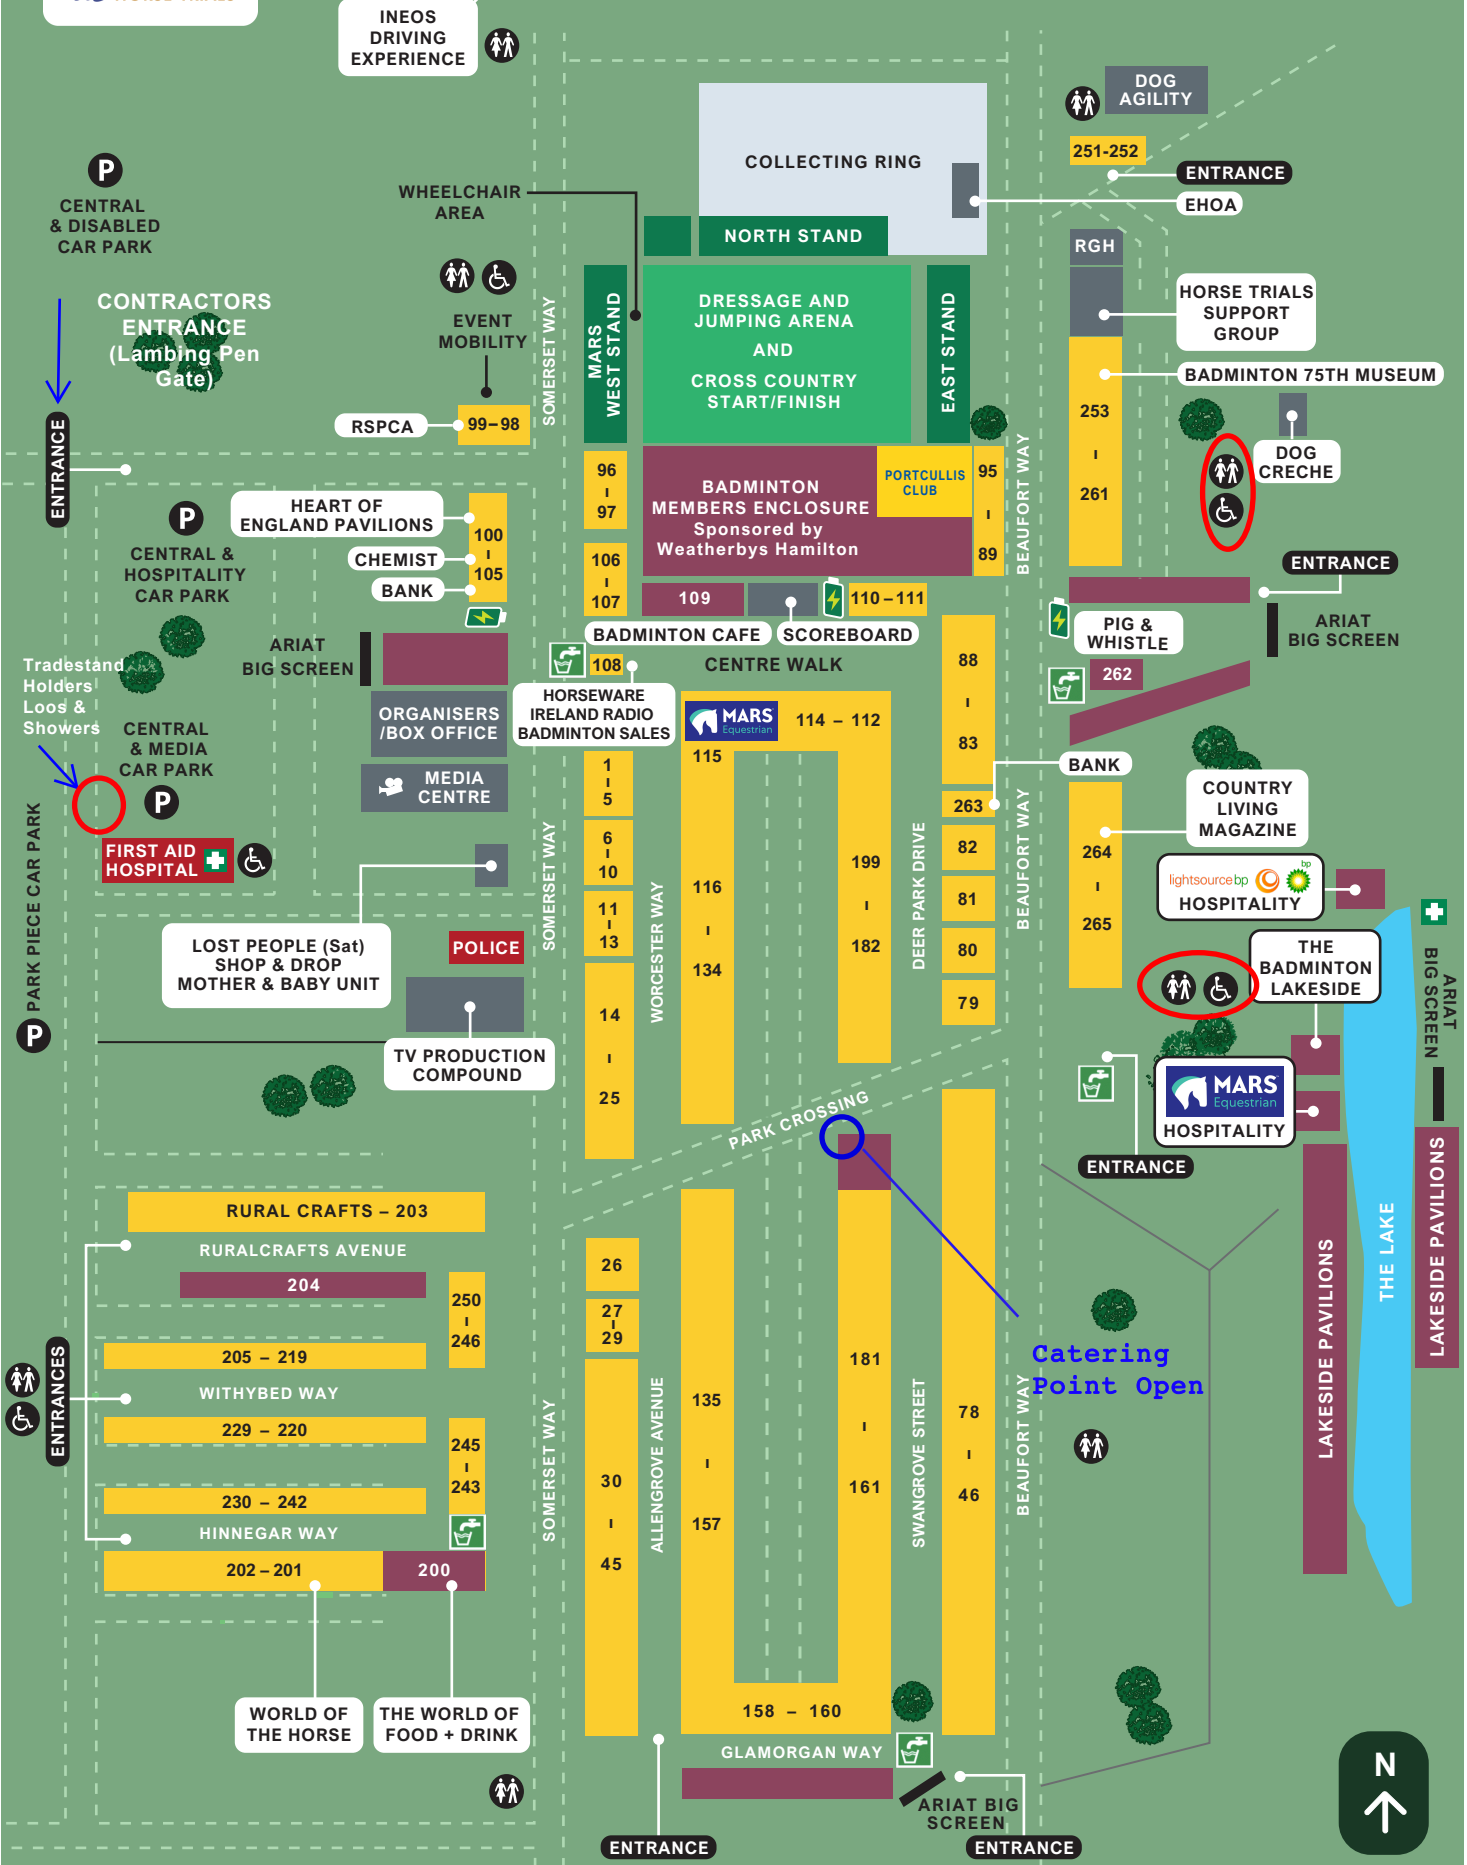 INEOS
DRIVING
EXPERIENCE
DOG
AGILITY
COLLECTING RING
251-252
ENTRANCE
EHOA
P
CENTRAL
& DISABLED
CAR PARK
WHEELCHAIR
AREA
NORTH STAND
RGH
CONTRACTORS
ENTRANCE
(Lambing Pen
Gate)
EVENT
MOBILITY
SOMERSET WAY
MARS
WEST STAND
DRESSAGE AND
JUMPING ARENA
AND
CROSS COUNTRY
START/FINISH
EAST STAND
HORSE TRIALS
SUPPORT
GROUP
BADMINTON 75TH MUSEUM
253
-
261
RSPCA
99–98
ENTRANCE
DOG
CRECHE
96
-
97
BADMINTON
MEMBERS ENCLOSURE
Sponsored by
Weatherbys Hamilton
PORTCULLIS
CLUB
95
-
89
BEAUFORT WAY
P
CENTRAL &
HOSPITALITY
CAR PARK
HEART OF
ENGLAND PAVILIONS
CHEMIST
BANK
100
-
105
106
-
107
109
110–111
ENTRANCE
BADMINTON CAFE
SCOREBOARD
PIG &
WHISTLE
262
ARIAT
BIG SCREEN
ARIAT
BIG SCREEN
108
CENTRE WALK
88
-
83
Tradestand
Holders
Loos &
Showers
HORSEWARE
IRELAND RADIO
BADMINTON SALES
ORGANISERS
/BOX OFFICE
MARS
Equestrian
114 – 112
115
CENTRAL
& MEDIA
CAR PARK
P
MEDIA
CENTRE
1
-
5
BANK
263
COUNTRY
LIVING
MAGAZINE
264
-
265
FIRST AID
HOSPITAL
PARK PIECE CAR PARK
P
6
-
10
SOMERSET WAY
WORCESTER WAY
116
-
134
199
-
182
DEER PARK DRIVE
82
81
80
79
BEAUFORT WAY
lightsource bp
bp
HOSPITALITY
11
-
13
LOST PEOPLE (Sat)
SHOP & DROP
MOTHER & BABY UNIT
POLICE
THE
BADMINTON
LAKESIDE
ARIAT
BIG SCREEN
14
-
25
TV PRODUCTION
COMPOUND
PARK CROSSING
MARS
Equestrian
HOSPITALITY
ENTRANCE
LAKESIDE PAVILIONS
THE LAKE
LAKESIDE PAVILIONS
RURAL CRAFTS – 203
RURALCRAFTS AVENUE
204
250
-
246
26
27
-
29
205 – 219
WITHYBED WAY
229 – 220
245
-
243
230 – 242
HINNEGAR WAY
202–201
200
ENTRANCES
SOMERSET WAY
30
-
45
ALLENGROVE AVENUE
135
-
157
181
-
161
SWANGROVE STREET
78
-
46
BEAUFORT WAY
Catering
Point Open
WORLD OF
THE HORSE
THE WORLD OF
FOOD + DRINK
158 – 160
GLAMORGAN WAY
ARIAT BIG
SCREEN
ENTRANCE
ENTRANCE
N